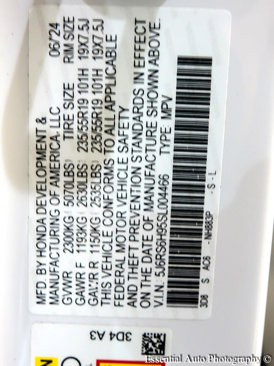 MFD BY HONDA DEVELOPMENT & 06/24
MANUFACTURING OF AMERICA, LLC
TIRE SIZE RIM SIZE
GVWR 2300KG 5070LBS
GAWR F 1193KG 2630LBS 235/55R19 101H 19X7.5J
GAWR R 1150KG 2535LBS 235/55R19 101H 19X7.5J
THIS VEHICLE CONFORMS TO ALL APPLICABLE
FEDERAL MOTOR VEHICLE SAFETY
AND THEFT PREVENTION STANDARDS IN EFFECT
ON THE DATE OF MANUFACTURE SHOWN ABOVE.
V.I.N. 5J6RS6H95SL004466 TYPE MPV
3D8 S AC6 - NH883P - S - L
3D4 A3
Essential Auto Photography ©